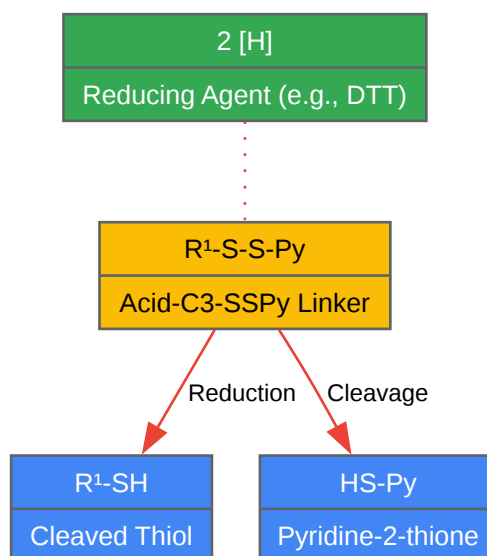 2 [H]
Reducing Agent (e.g., DTT)
R¹-S-S-Py
Acid-C3-SSPy Linker
Reduction
Cleavage
R¹-SH
Cleaved Thiol
HS-Py
Pyridine-2-thione